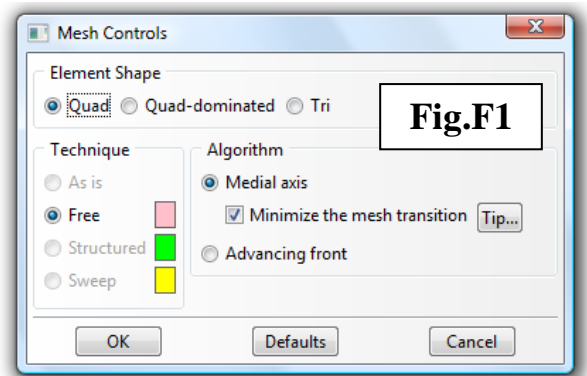 Mesh Controls
Element Shape
Quad Quad-dominated Tri
Fig.F1
Technique
As is
Free
Structured
Sweep
Algorithm
Medial axis
Minimize the mesh transition Tip...
Advancing front
OK Defaults Cancel